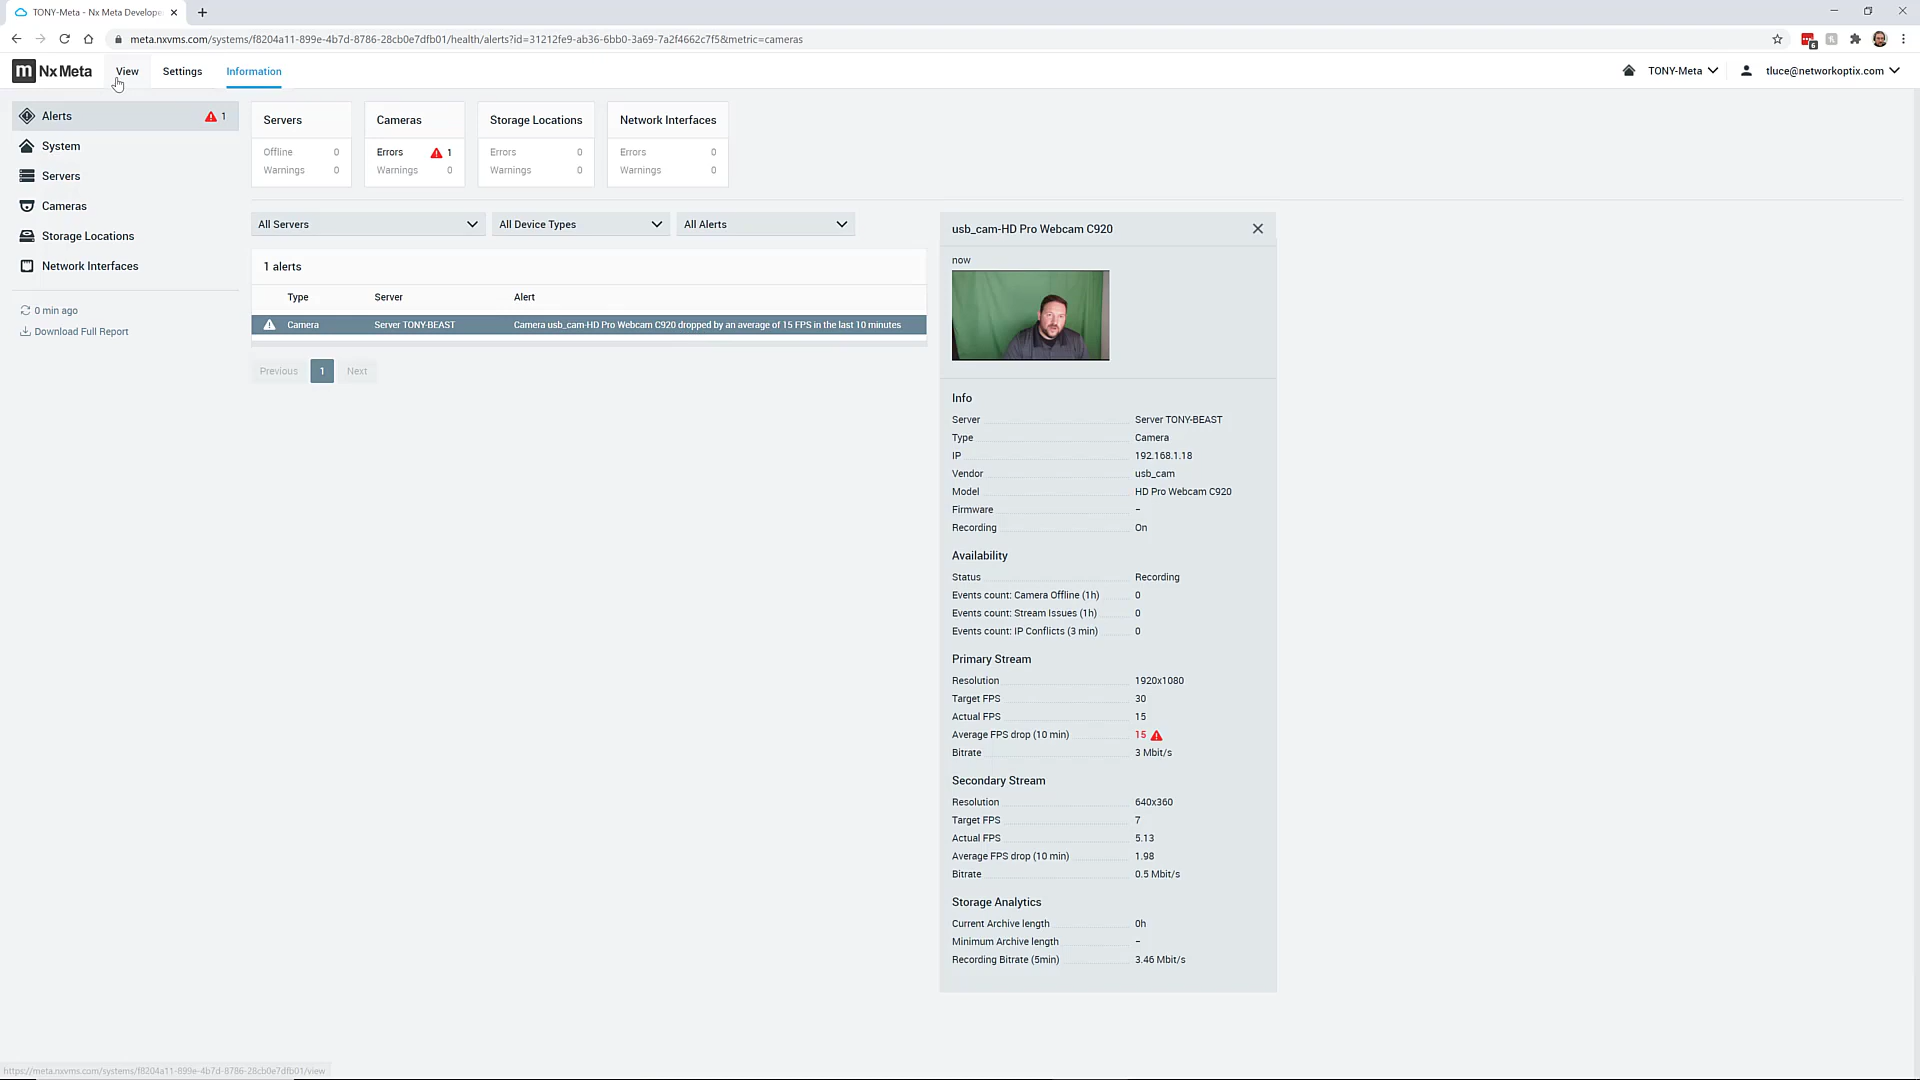 TONY-Meta - Nx Meta Develope
meta.nxvms.com/systems/f8204a11-899e-4b7d-8786-28cb0e7dfb01/health/alerts?id=31212fe9-ab36-6bb0-3a69-7a2f4662c7f5&metric=cameras
6
m Nx Meta View Settings Information TONY-Meta tluce@networkoptix.com
Alerts 1
System
Servers
Cameras
Storage Locations
Network Interfaces
0 min ago
Download Full Report
Servers
Offline 0
Warnings 0
Cameras
Errors 1
Warnings 0
Storage Locations
Errors 0
Warnings 0
Network Interfaces
Errors 0
Warnings 0
All Servers All Device Types All Alerts
1 alerts
Type Server Alert
Camera Server TONY-BEAST Camera usb_cam-HD Pro Webcam C920 dropped by an average of 15 FPS in the last 10 minutes
Previous 1 Next
usb_cam-HD Pro Webcam C920
now
Info
Server Server TONY-BEAST
Type Camera
IP 192.168.1.18
Vendor usb_cam
Model HD Pro Webcam C920
Firmware –
Recording On
Availability
Status Recording
Events count: Camera Offline (1h) 0
Events count: Stream Issues (1h) 0
Events count: IP Conflicts (3 min) 0
Primary Stream
Resolution 1920x1080
Target FPS 30
Actual FPS 15
Average FPS drop (10 min) 15
Bitrate 3 Mbit/s
Secondary Stream
Resolution 640x360
Target FPS 7
Actual FPS 5.13
Average FPS drop (10 min) 1.98
Bitrate 0.5 Mbit/s
Storage Analytics
Current Archive length 0h
Minimum Archive length –
Recording Bitrate (5min) 3.46 Mbit/s
https://meta.nxvms.com/systems/f8204a11-899e-4b7d-8786-28cb0e7dfb01/view